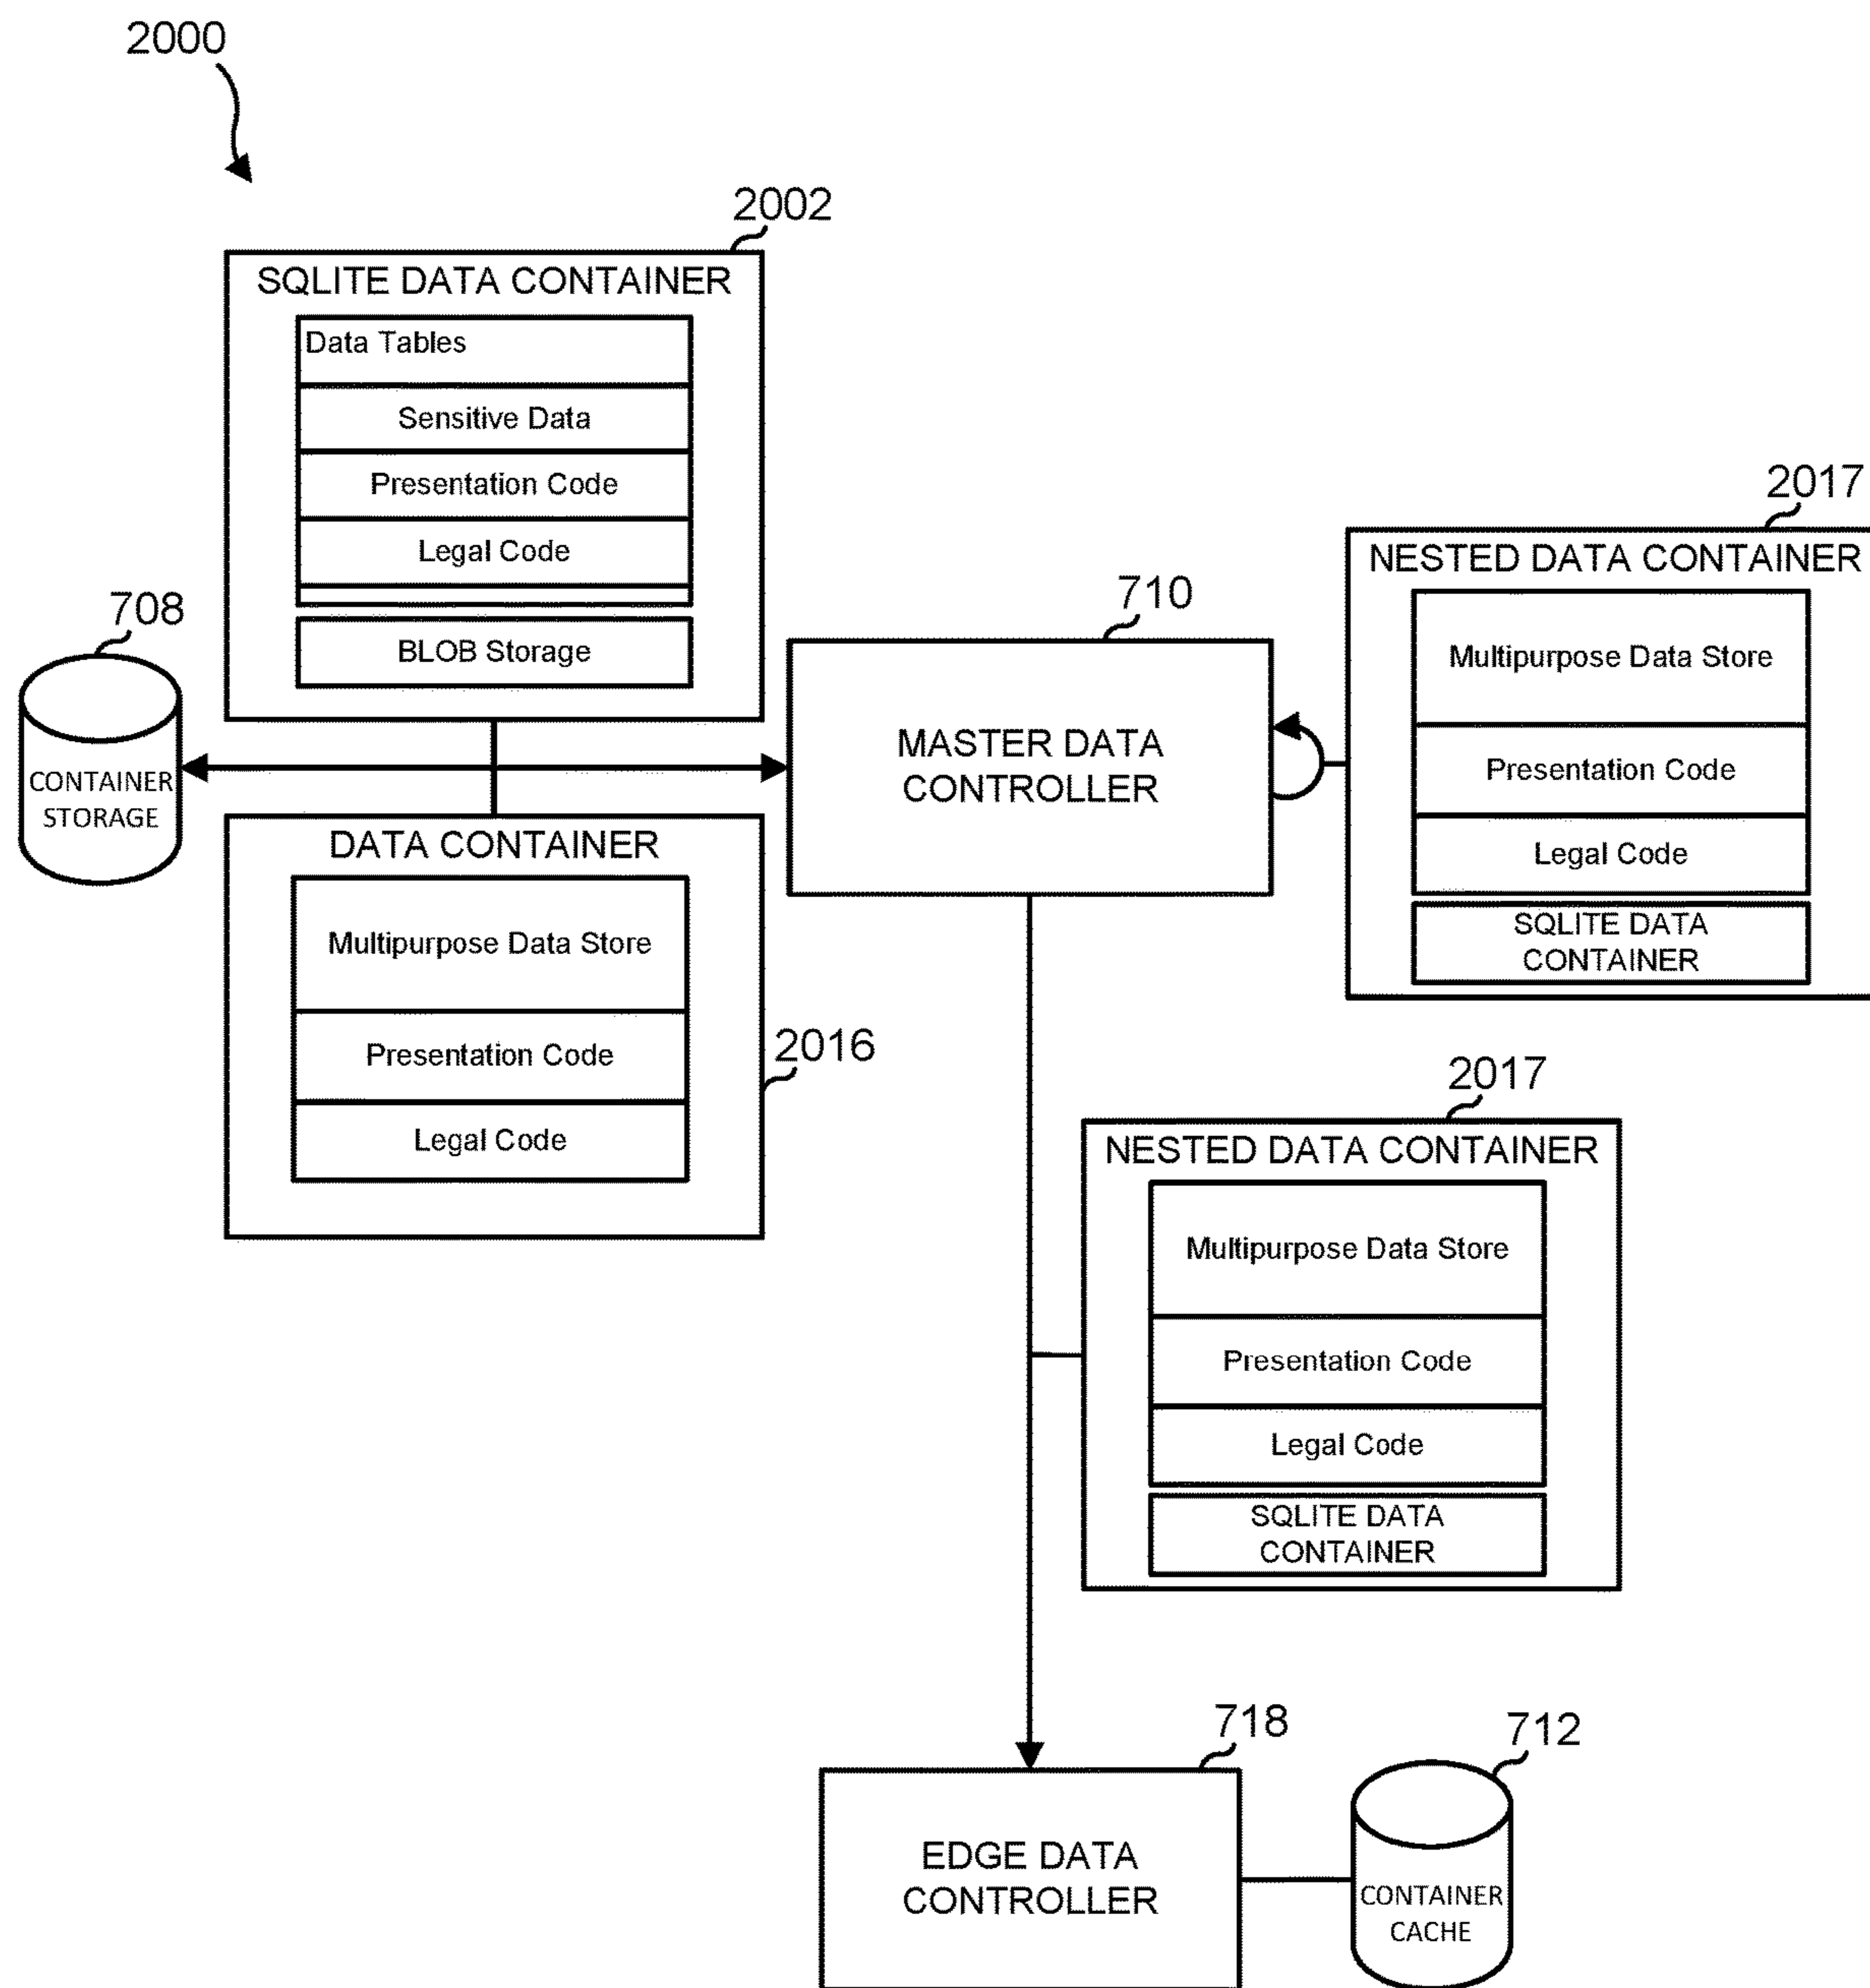 2000
2002
SQLITE DATA CONTAINER
Data Tables
Sensitive Data
Presentation Code
Legal Code
BLOB Storage
708
CONTAINER
STORAGE
710
MASTER DATA
CONTROLLER
2017
NESTED DATA CONTAINER
Multipurpose Data Store
Presentation Code
Legal Code
SQLITE DATA
CONTAINER
DATA CONTAINER
Multipurpose Data Store
Presentation Code
Legal Code
2016
2017
NESTED DATA CONTAINER
Multipurpose Data Store
Presentation Code
Legal Code
SQLITE DATA
CONTAINER
718
EDGE DATA
CONTROLLER
712
CONTAINER
CACHE